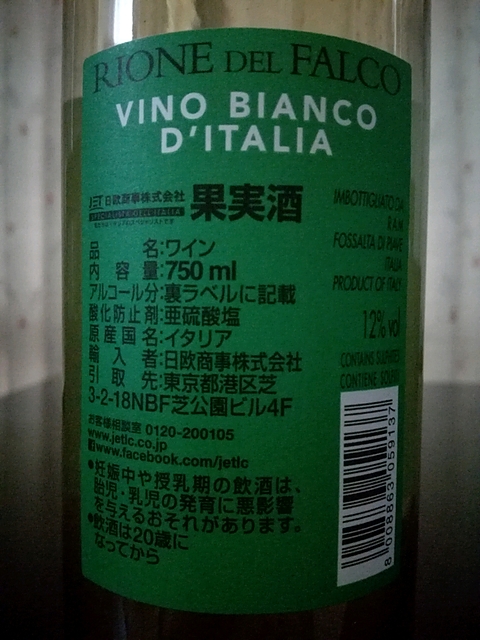 RIONE DEL FALCO
VINO BIANCO
D'ITALIA
JET 日欧商事株式会社
果実酒
品名:ワイン
内容量:750 ml
アルコール分:裏ラベルに記載
酸化防止剤:亜硫酸塩
原産国名:イタリア
輸入者:日欧商事株式会社
引取先:東京都港区芝
3-2-18NBF芝公園ビル4F
お客様相談室 0120-200105
www.jetlc.co.jp
www.facebook.com/jetlc
●妊娠中や授乳期の飲酒は、
胎児・乳児の発育に悪影響
を与えるおそれがあります。
●飲酒は20歳に
なってから
IMBOTTIGLIATO DA
R.A.M.
FOSSALTA DI PIAVE
ITALIA
PRODUCT OF ITALY
12% vol
CONTAINS SULPHITES
CONTIENE SOLFITI
8 008863 059137